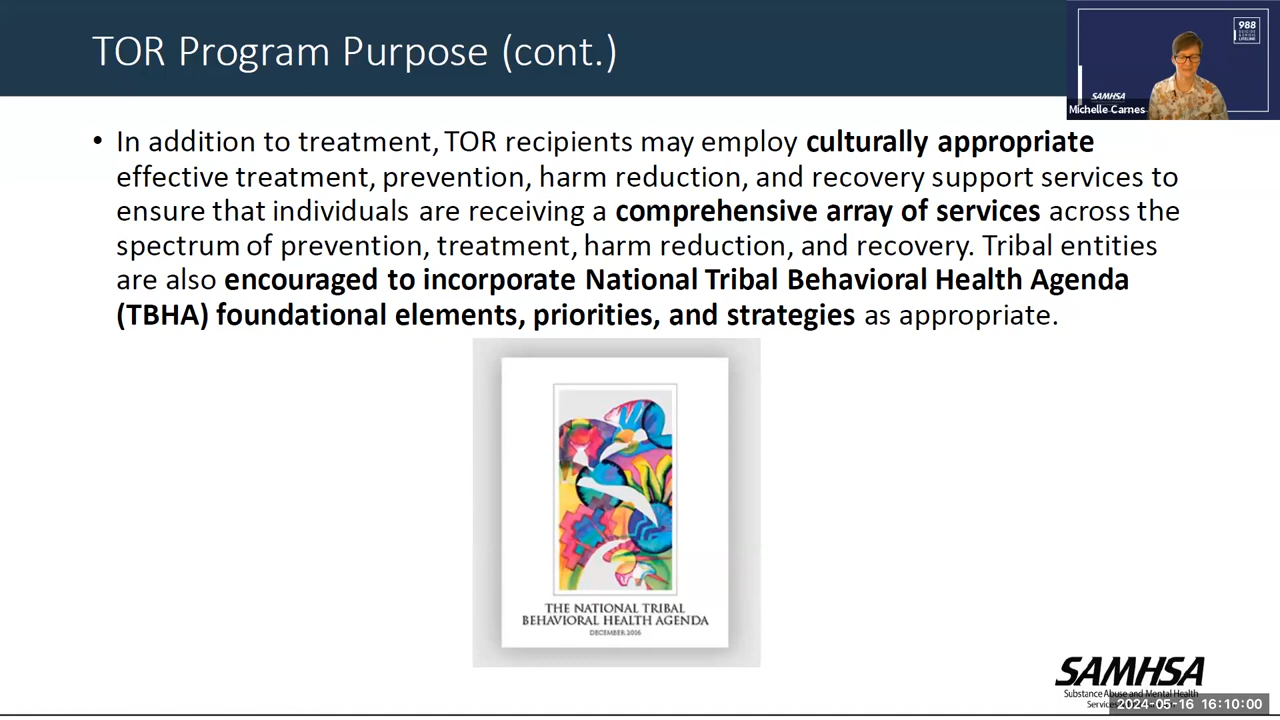 TOR Program Purpose (cont.)
988
SUICIDE
& CRISIS
LIFELINE
SAMHSA
Michelle Carnes
• In addition to treatment, TOR recipients may employ culturally appropriate
effective treatment, prevention, harm reduction, and recovery support services to
ensure that individuals are receiving a comprehensive array of services across the
spectrum of prevention, treatment, harm reduction, and recovery. Tribal entities
are also encouraged to incorporate National Tribal Behavioral Health Agenda
(TBHA) foundational elements, priorities, and strategies as appropriate.
THE NATIONAL TRIBAL
BEHAVIORAL HEALTH AGENDA
DECEMBER 2016
SAMHSA
Substance Abuse and Mental Health
Services
2024-05-16 16:10:00